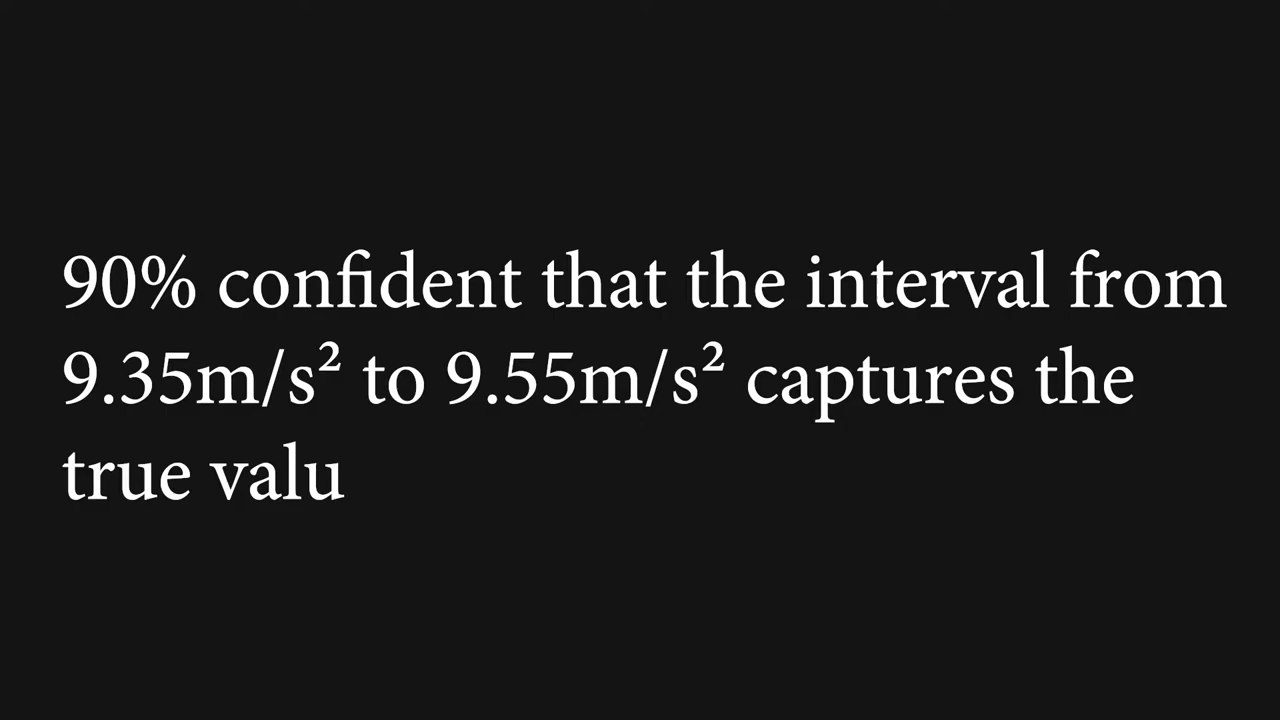 90% confident that the interval from
9.35m/s² to 9.55m/s² captures the
true valu